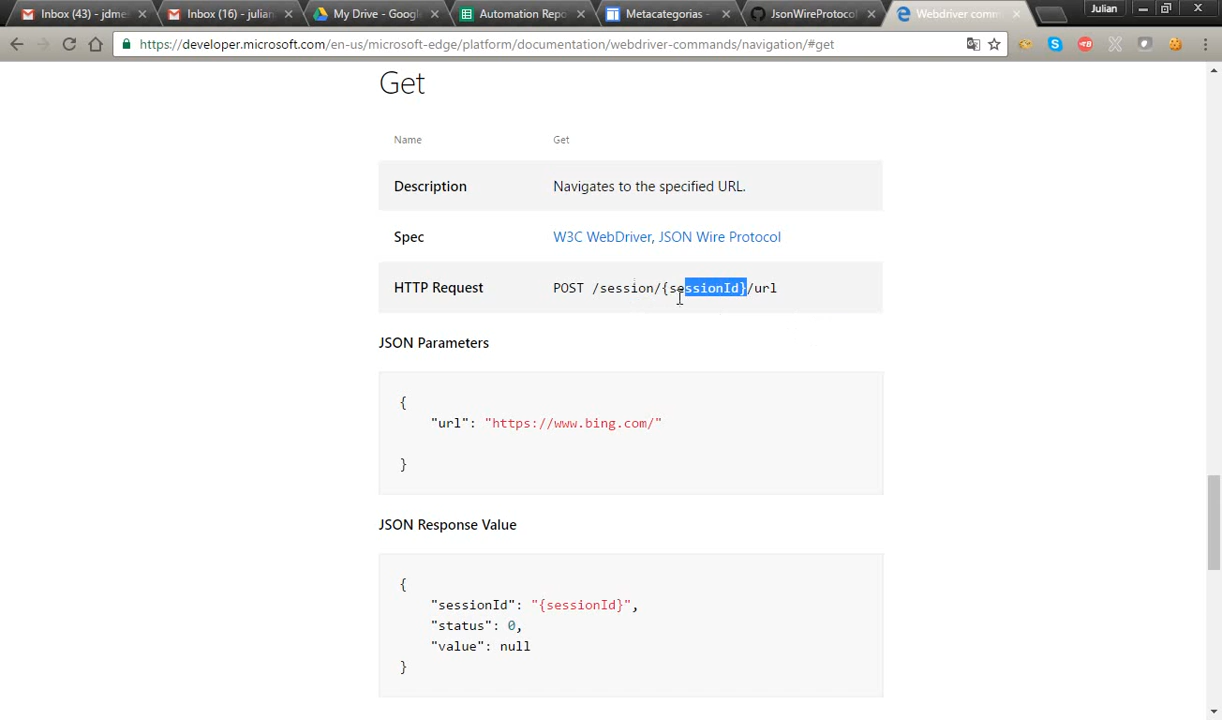 Inbox (43) - jdme
Inbox (16) - julian
My Drive - Google
Automation Repo
Metacategorias -
JsonWireProtocol
Webdriver comm
Julian
https://developer.microsoft.com/en-us/microsoft-edge/platform/documentation/webdriver-commands/navigation/#get
Get
Name Get
Description Navigates to the specified URL.
Spec W3C WebDriver, JSON Wire Protocol
HTTP Request POST /session/{sessionId}/url
JSON Parameters
{
"url": "https://www.bing.com/"
}
JSON Response Value
{
"sessionId": "{sessionId}",
"status": 0,
"value": null
}